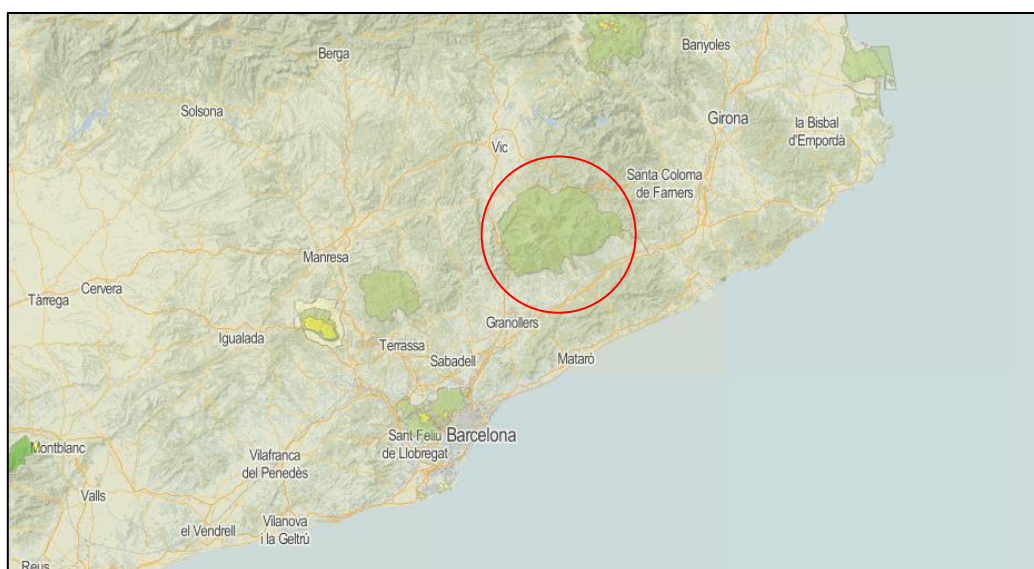 Berga
Banyoles
Solsona
Girona
la Bisbal
d'Empordà
Vic
Santa Coloma
de Farners
Manresa
Cervera
Tàrrega
Granollers
Igualada
Terrassa
Sabadell
Mataró
Sant Feliu
de Llobregat
Barcelona
Montblanc
Vilafranca
del Penedès
Valls
el Vendrell
Vilanova
i la Geltrú
Reus